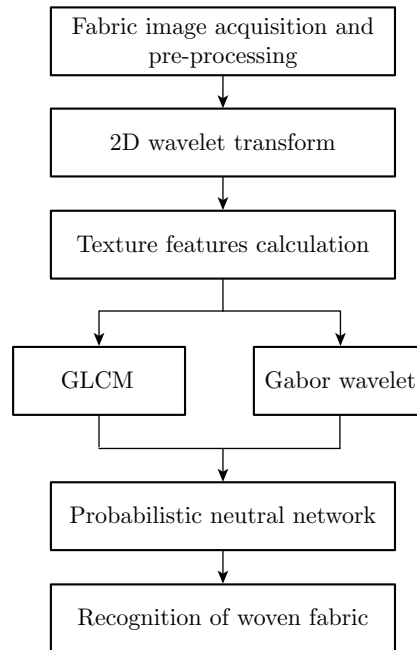 Fabric image acquisition and
pre-processing
2D wavelet transform
Texture features calculation
GLCM
Gabor wavelet
Probabilistic neutral network
Recognition of woven fabric